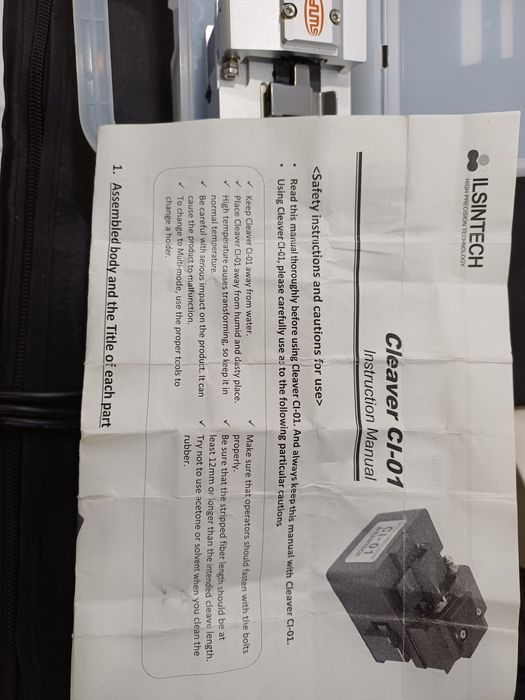 ILSINTECH
HIGH PRECISION TECHNOLOGY
Cleaver CI-01
Instruction Manual
CI-01
<Safety instructions and cautions for use>
• Read this manual thoroughly before using Cleaver CI-01. And always keep this manual with Cleaver CI-01.
• Using Cleaver CI-01, please carefully use as to the following particular cautions
✓ Keep Cleaver CI-01 away from water.
✓ Place Cleaver CI-01 away from humid and dusty place.
✓ High temperature causes transforming, so keep it in
normal temperature.
✓ Be careful with serious impact on the product. It can
cause the product to malfunction.
✓ To change to Multi-mode, use the proper tools to
change a holder.
✓ Make sure that operators should fasten with the bolts
properly.
✓ Be sure that the stripped fiber length should be at
least 12mm or longer than the intended cleave length.
✓ Try not to use acetone or solvent when you clean the
rubber.
1. Assembled body and the Title of each part